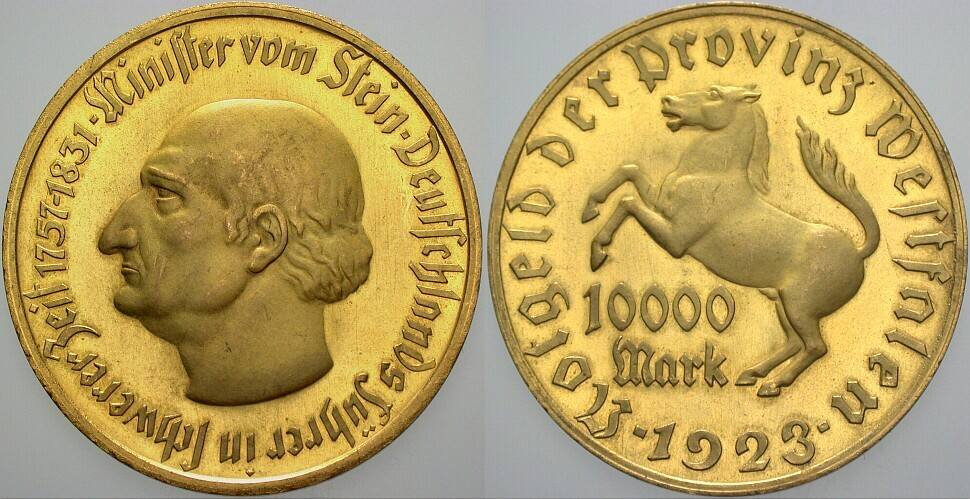 Minister vom Stein · Deutschlands Führer in schwerer Zeit 1757-1831 ·
Notgeld der Provinz Westfalen
10000
Mark
· 1923 ·